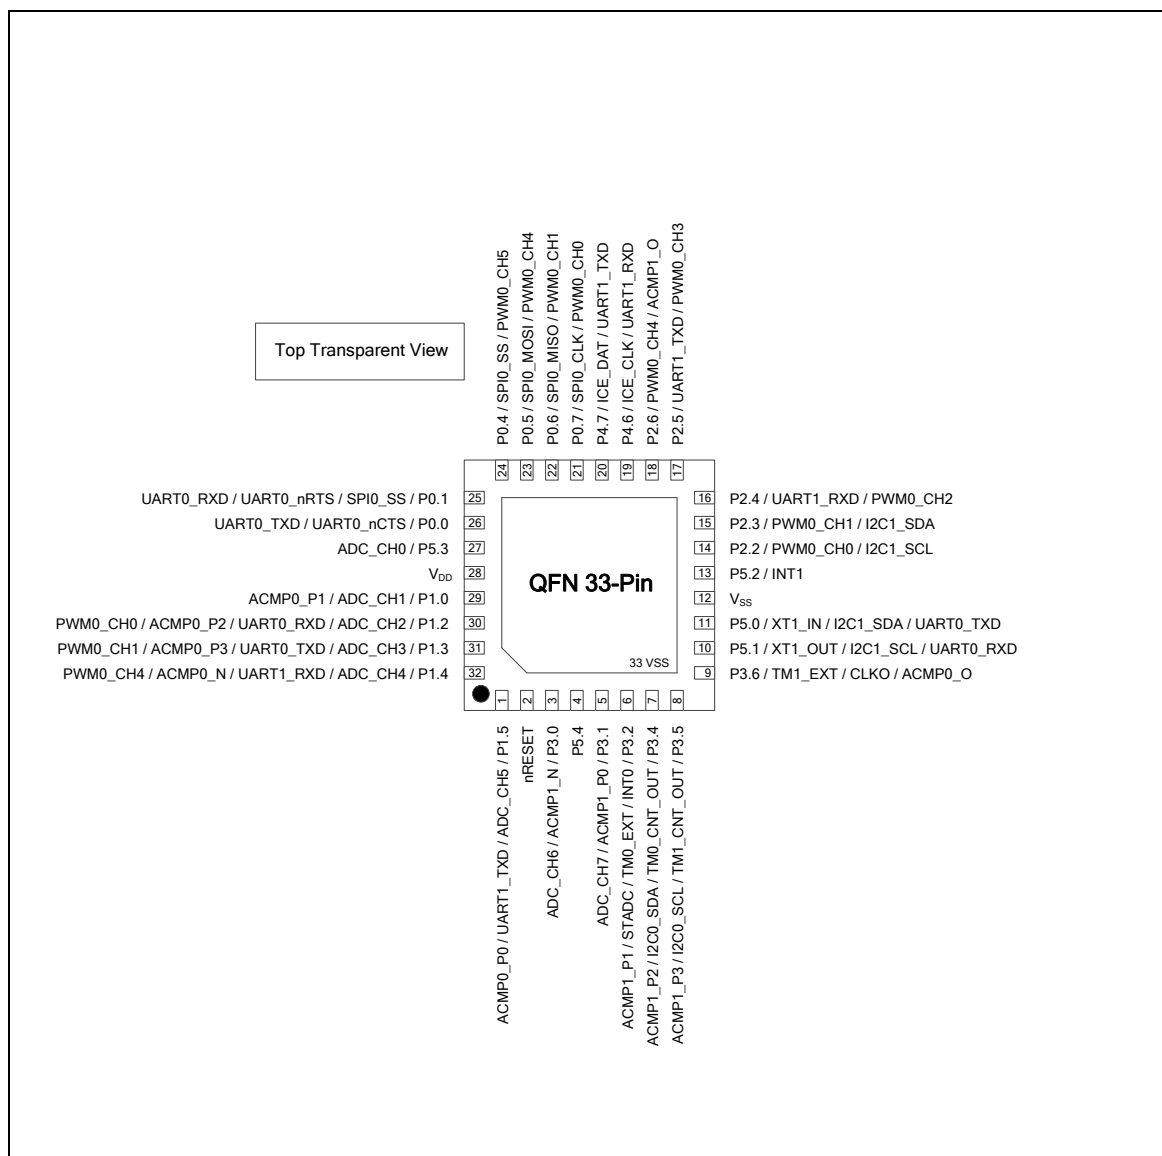 P0.4 / SPI0_SS / PWM0_CH5
P0.5 / SPI0_MOSI / PWM0_CH4
P0.6 / SPI0_MISO / PWM0_CH1
P0.7 / SPI0_CLK / PWM0_CH0
P4.7 / ICE_DAT / UART1_TXD
P4.6 / ICE_CLK / UART1_RXD
P2.6 / PWM0_CH4 / ACMP1_O
P2.5 / UART1_TXD / PWM0_CH3
Top Transparent View
24 23 22 21 20 19 18 17
UART0_RXD / UART0_nRTS / SPI0_SS / P0.1 25
UART0_TXD / UART0_nCTS / P0.0 26
ADC_CH0 / P5.3 27
VDD 28
ACMP0_P1 / ADC_CH1 / P1.0 29
PWM0_CH0 / ACMP0_P2 / UART0_RXD / ADC_CH2 / P1.2 30
PWM0_CH1 / ACMP0_P3 / UART0_TXD / ADC_CH3 / P1.3 31
PWM0_CH4 / ACMP0_N / UART1_RXD / ADC_CH4 / P1.4 32
QFN 33-Pin
33 VSS
16 P2.4 / UART1_RXD / PWM0_CH2
15 P2.3 / PWM0_CH1 / I2C1_SDA
14 P2.2 / PWM0_CH0 / I2C1_SCL
13 P5.2 / INT1
12 VSS
11 P5.0 / XT1_IN / I2C1_SDA / UART0_TXD
10 P5.1 / XT1_OUT / I2C1_SCL / UART0_RXD
9 P3.6 / TM1_EXT / CLKO / ACMP0_O
1 2 3 4 5 6 7 8
ACMP0_P0 / UART1_TXD / ADC_CH5 / P1.5
nRESET
ADC_CH6 / ACMP1_N / P3.0
P5.4
ADC_CH7 / ACMP1_P0 / P3.1
ACMP1_P1 / STADC / TM0_EXT / INT0 / P3.2
ACMP1_P2 / I2C0_SDA / TM0_CNT_OUT / P3.4
ACMP1_P3 / I2C0_SCL / TM1_CNT_OUT / P3.5